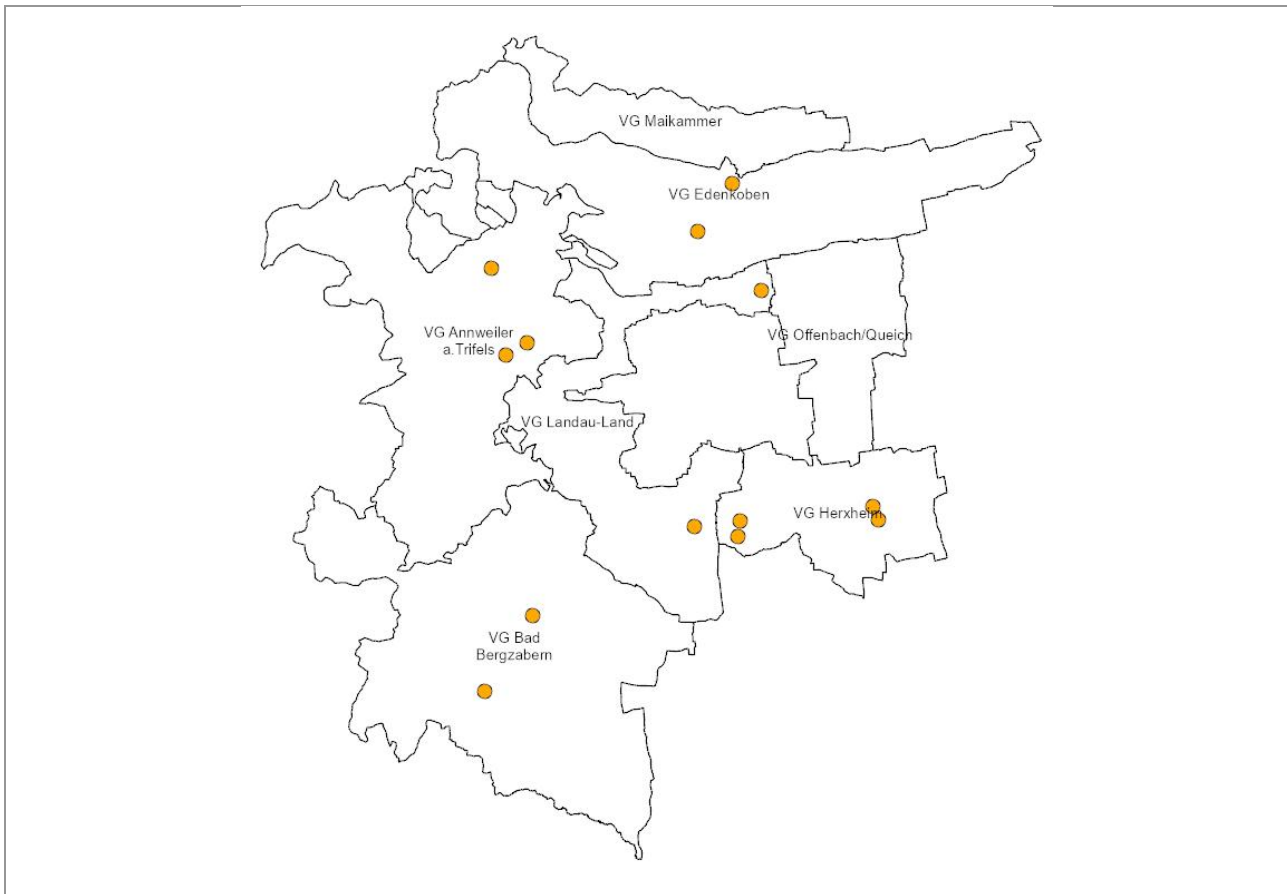 VG Maikammer
VG Edenkoben
VG Annweiler
a.Trifels
VG Offenbach/Queich
VG Landau-Land
VG Herxheim
VG Bad
Bergzabern